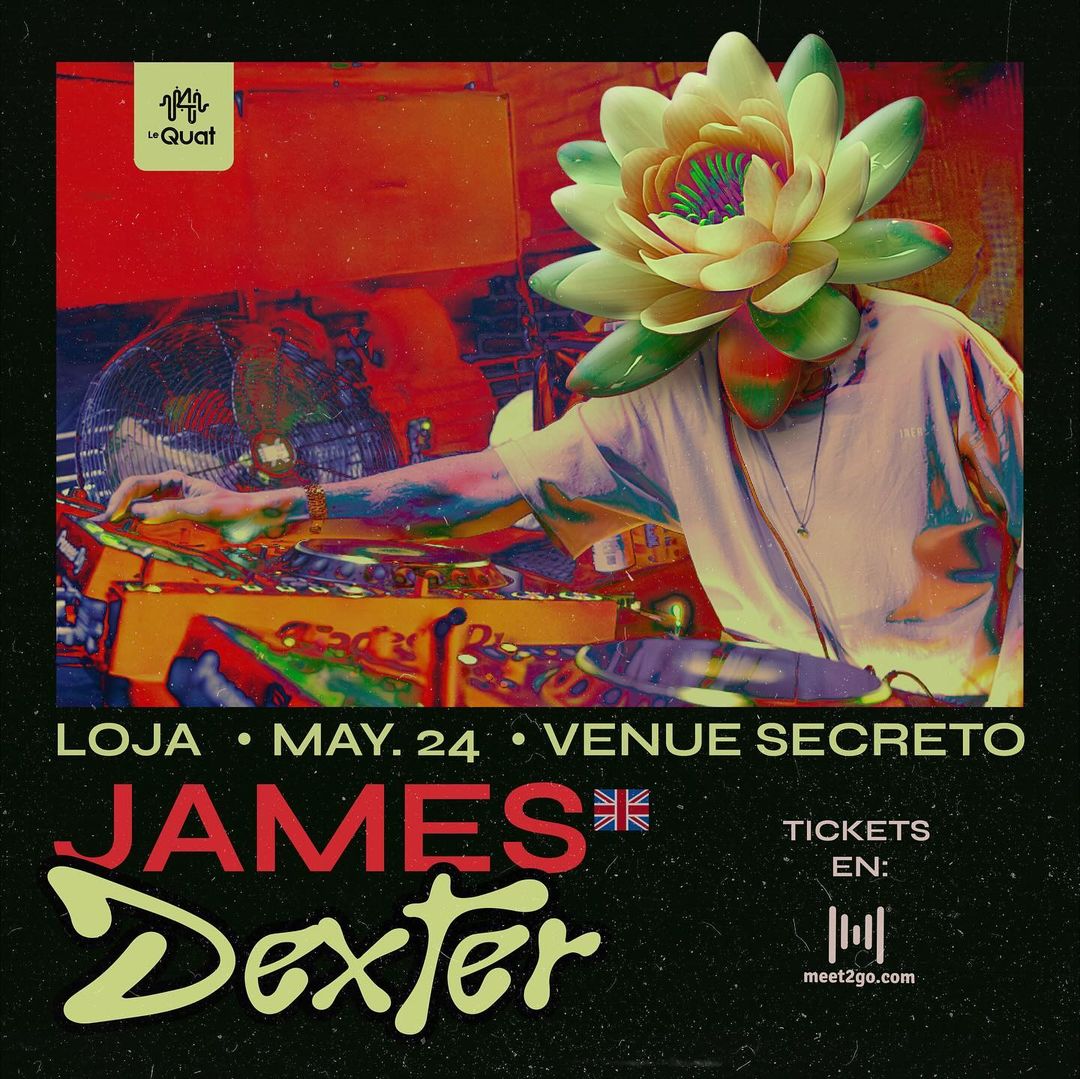 Le Quat
LOJA • MAY. 24 • VENUE SECRETO
JAMES
Dexter
TICKETS
EN:
meet2go.com